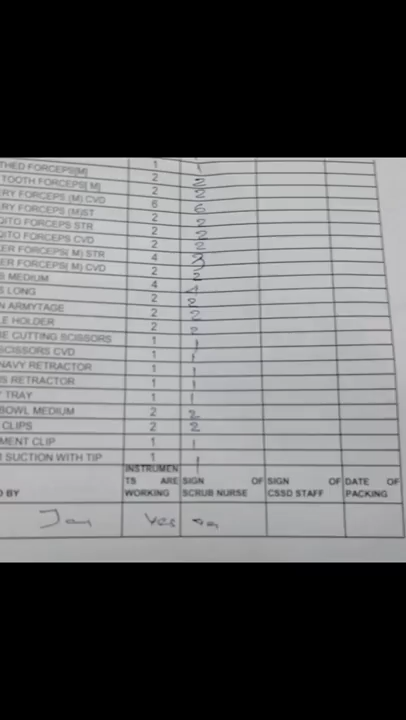 THED FORCEPS[M] 1 1
TOOTH FORCEPS[ M] 2 2
ERY FORCEPS (M) CVD 2 2
RY FORCEPS (M)ST 6 6
QITO FORCEPS STR 2 2
QITO FORCEPS CVD 2 2
ER FORCEPS( M) STR 2 2
ER FORCEPS( M) CVD 4 3
S MEDIUM 2 2
S LONG 4 4
N ARMYTAGE 2 2
LE HOLDER 2 2
E CUTTING SCISSORS 2 2
SCISSORS CVD 1 1
NAVY RETRACTOR 1 1
IS RETRACTOR 1 1
TRAY 1 1
BOWL MEDIUM 2 2
CLIPS 2 2
MENT CLIP 1 1
SUCTION WITH TIP 1 1
D BY INSTRUMEN TS ARE WORKING SIGN OF SCRUB NURSE SIGN OF CSSD STAFF DATE OF PACKING
Yes